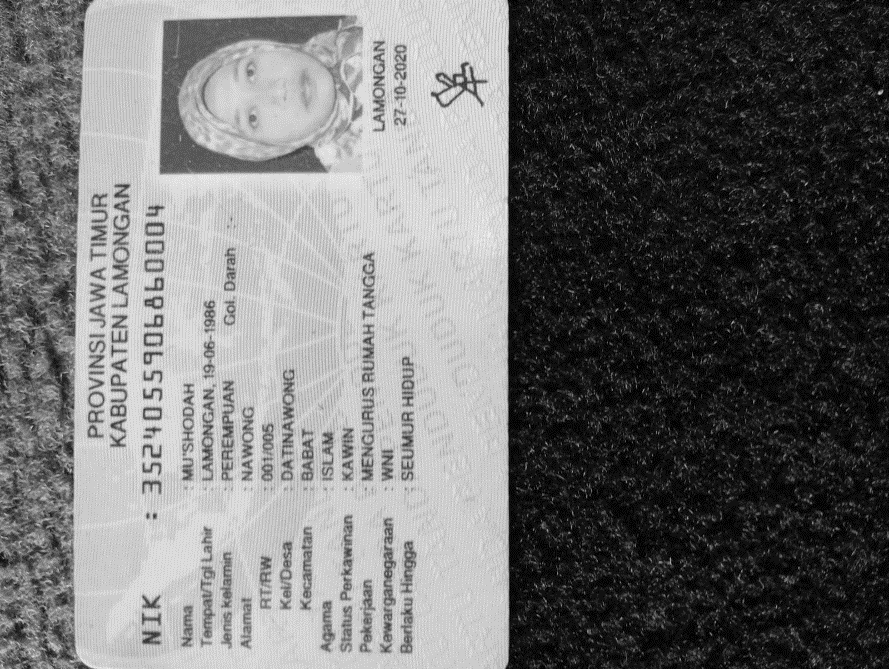 PROVINSI JAWA TIMUR
KABUPATEN LAMONGAN
NIK : 3524055906860004
Nama : MU'SHODAH
Tempat/Tgl Lahir : LAMONGAN, 19-06-1986
Jenis kelamin : PEREMPUAN Gol. Darah :-
Alamat : NAWONG
RT/RW : 001/005
Kel/Desa : DATINAWONG
Kecamatan : BABAT
Agama : ISLAM
Status Perkawinan : KAWIN
Pekerjaan : MENGURUS RUMAH TANGGA
Kewarganegaraan : WNI
Berlaku Hingga : SEUMUR HIDUP
LAMONGAN
27-10-2020